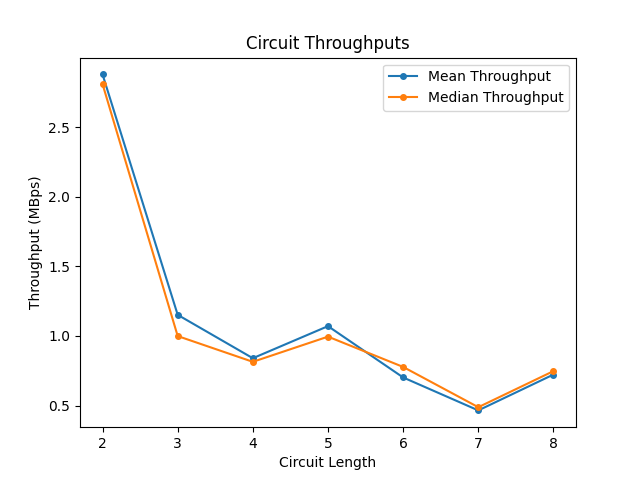 Circuit Throughputs
Mean Throughput
Median Throughput
Throughput (MBps)
2.5
2.0
1.5
1.0
0.5
2 3 4 5 6 7 8
Circuit Length